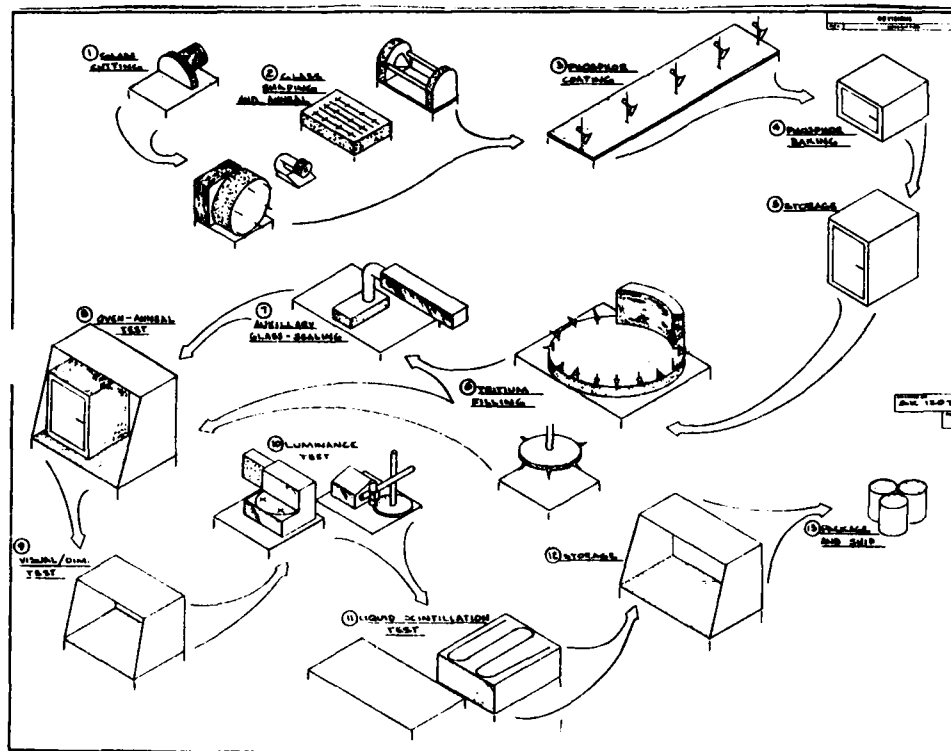 ① GLASS
CUTTING
② GLASS
SHAPING
AND ANNEAL
③ PHOSPHOR
COATING
④ PHOSPHOR
BAKING
⑤ STORAGE
⑥ TRITIUM
FILLING
⑦
AUXILLARY
GLASS-SEALING
⑧ OVEN-ANNEAL
TEST
⑨
VISUAL/DIM.
TEST
⑩ LUMINANCE
TEST
⑪ LIQUID SCINTILLATION
TEST
⑫ STORAGE
⑬ PACKAGE
AND SHIP
REVISIONS